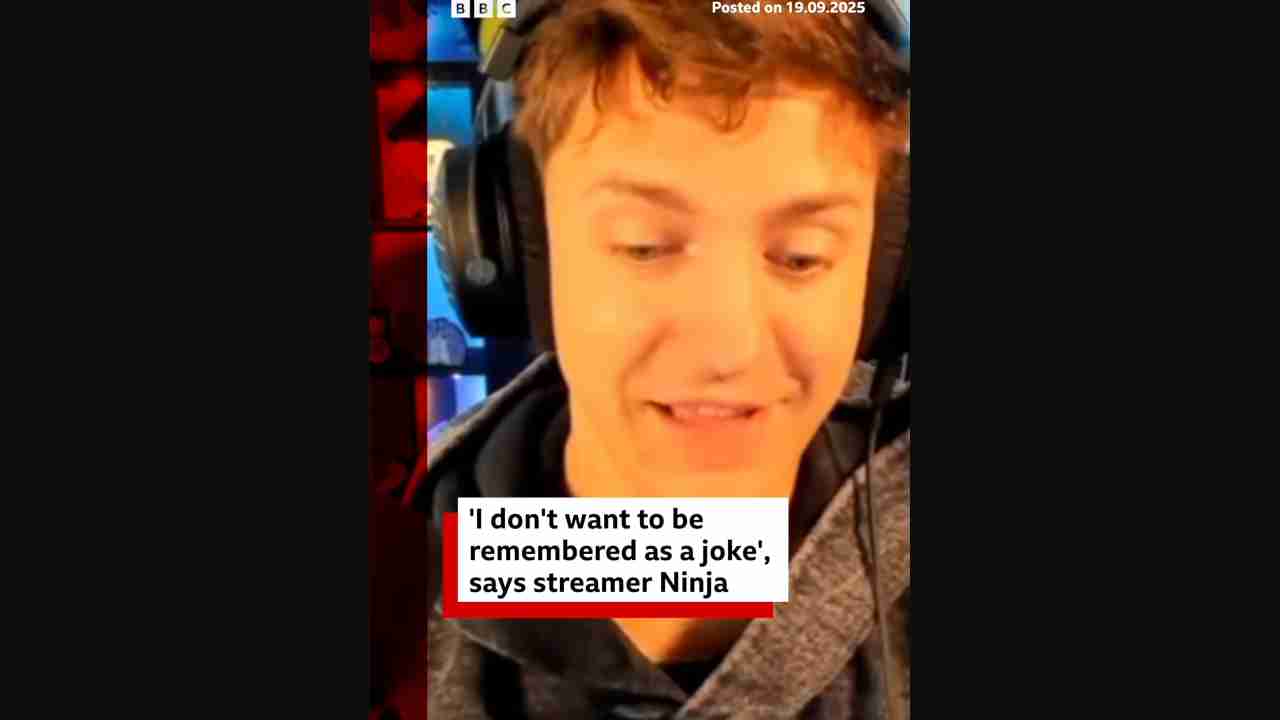 BBC
Posted on 19.09.2025
'I don't want to be
remembered as a joke',
says streamer Ninja